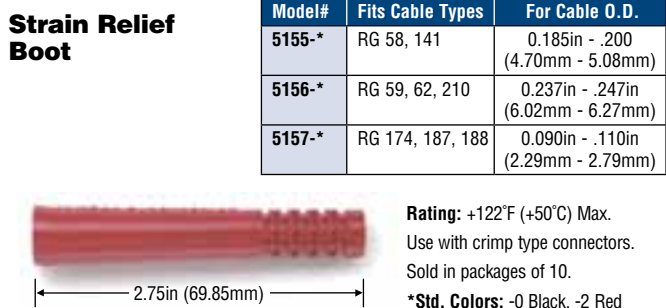 Strain Relief
Boot
Model# Fits Cable Types For Cable O.D.
5155-* RG 58, 141 0.185in - .200
(4.70mm - 5.08mm)
5156-* RG 59, 62, 210 0.237in - .247in
(6.02mm - 6.27mm)
5157-* RG 174, 187, 188 0.090in - .110in
(2.29mm - 2.79mm)
2.75in (69.85mm)
Rating: +122˚F (+50˚C) Max.
Use with crimp type connectors.
Sold in packages of 10.
*Std. Colors: -0 Black, -2 Red